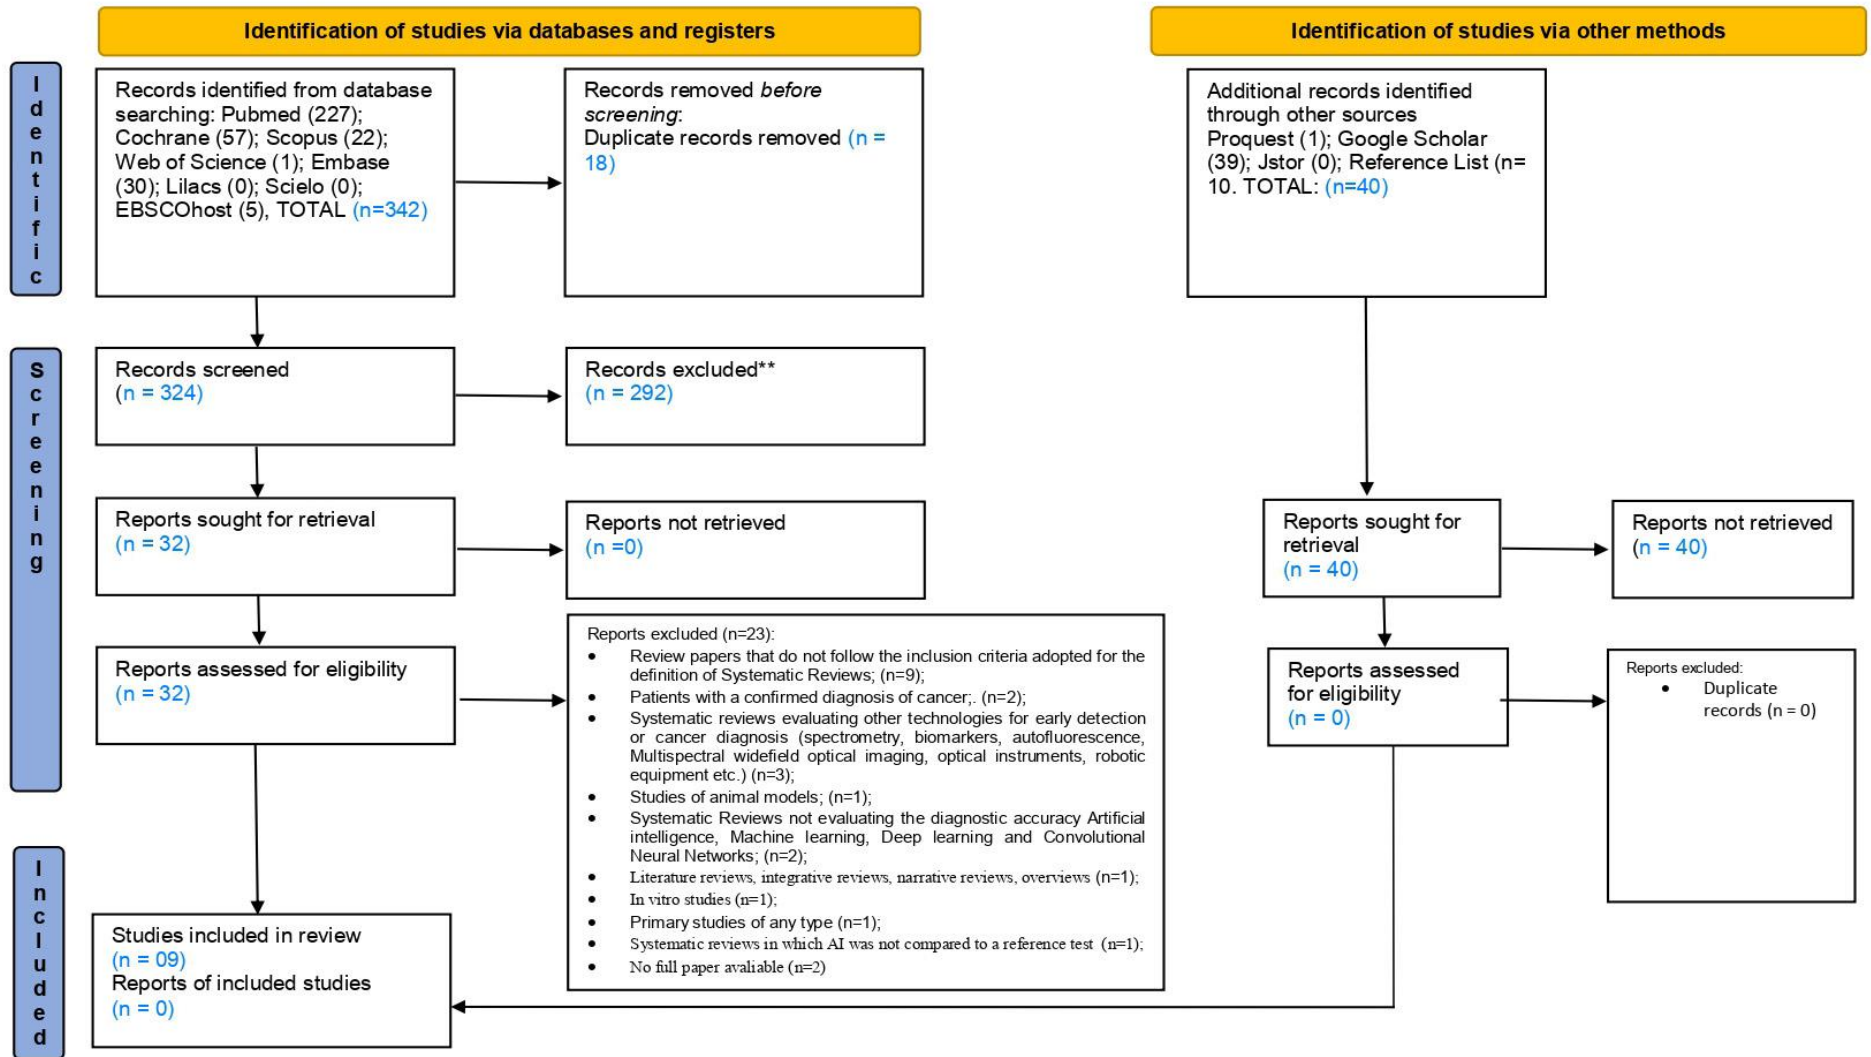 Identification of studies via databases and registers
Identification of studies via other methods
Identific
Records identified from database
searching: Pubmed (227);
Cochrane (57); Scopus (22);
Web of Science (1); Embase
(30); Lilacs (0); Scielo (0);
EBSCOhost (5), TOTAL (n=342)
Records removed before
screening:
Duplicate records removed (n =
18)
Additional records identified
through other sources
Proquest (1); Google Scholar
(39); Jstor (0); Reference List (n=
10. TOTAL: (n=40)
Screening
Records screened
(n = 324)
Records excluded**
(n = 292)
Reports sought for retrieval
(n = 32)
Reports not retrieved
(n =0)
Reports sought for
retrieval
(n = 40)
Reports not retrieved
(n = 40)
Reports assessed for eligibility
(n = 32)
Reports excluded (n=23):
• Review papers that do not follow the inclusion criteria adopted for the
definition of Systematic Reviews; (n=9);
• Patients with a confirmed diagnosis of cancer;. (n=2);
• Systematic reviews evaluating other technologies for early detection
or cancer diagnosis (spectrometry, biomarkers, autofluorescence,
Multispectral widefield optical imaging, optical instruments, robotic
equipment etc.) (n=3);
• Studies of animal models; (n=1);
• Systematic Reviews not evaluating the diagnostic accuracy Artificial
intelligence, Machine learning, Deep learning and Convolutional
Neural Networks; (n=2);
• Literature reviews, integrative reviews, narrative reviews, overviews (n=1);
• In vitro studies (n=1);
• Primary studies of any type (n=1);
• Systematic reviews in which AI was not compared to a reference test (n=1);
• No full paper avaliable (n=2)
Reports assessed
for eligibility
(n = 0)
Reports excluded:
• Duplicate
records (n = 0)
Included
Studies included in review
(n = 09)
Reports of included studies
(n = 0)